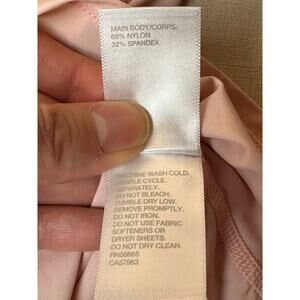 MAIN BODY/CORPS:
68% NYLON
32% SPANDEX
MACHINE WASH COLD.
GENTLE CYCLE.
SEPARATELY.
DO NOT BLEACH.
TUMBLE DRY LOW,
REMOVE PROMPTLY.
DO NOT IRON.
DO NOT USE FABRIC
SOFTENERS OR
DRYER SHEETS.
DO NOT DRY CLEAN.
RN58665
CA57963